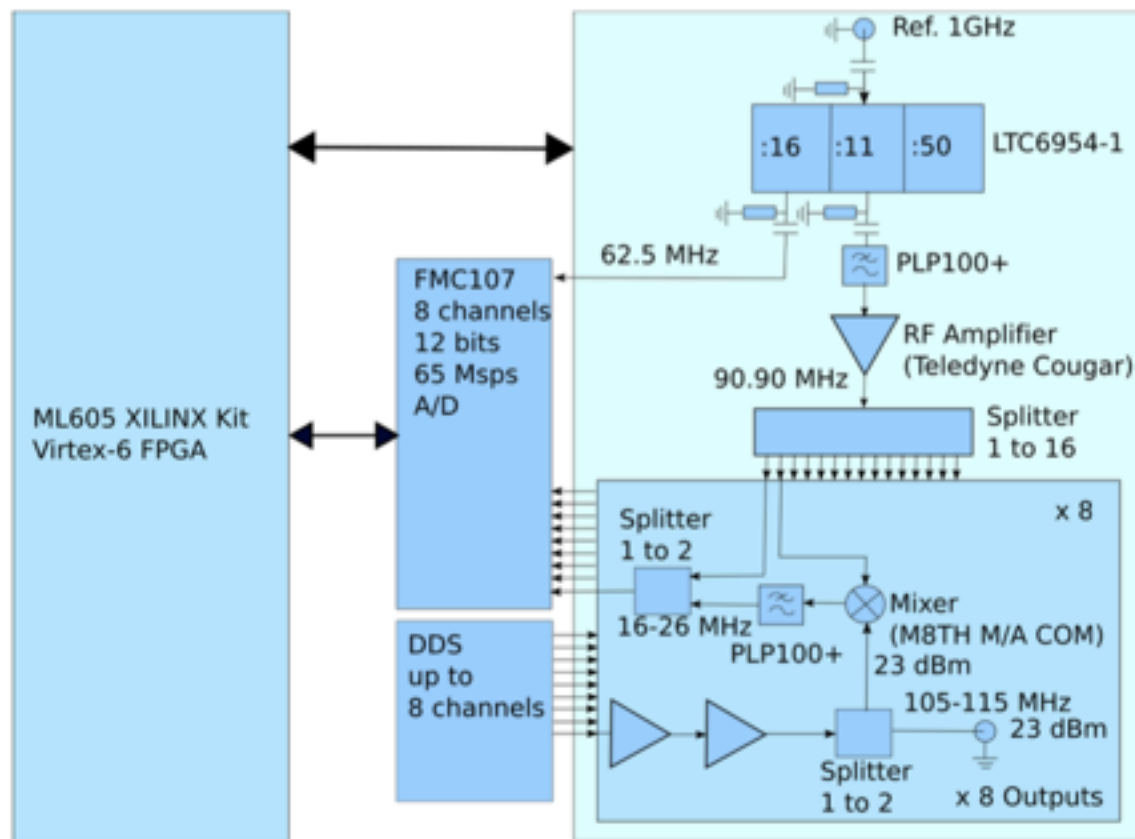 Ref. 1GHz
:16
:11
:50
LTC6954-1
62.5 MHz
PLP100+
FMC107
8 channels
12 bits
65 Msps
A/D
RF Amplifier
(Teledyne Cougar)
90.90 MHz
ML605 XILINX Kit
Virtex-6 FPGA
Splitter
1 to 16
x 8
Splitter
1 to 2
16-26 MHz
PLP100+
Mixer
(M8TH M/A COM)
23 dBm
DDS
up to
8 channels
105-115 MHz
23 dBm
Splitter
1 to 2
x 8 Outputs